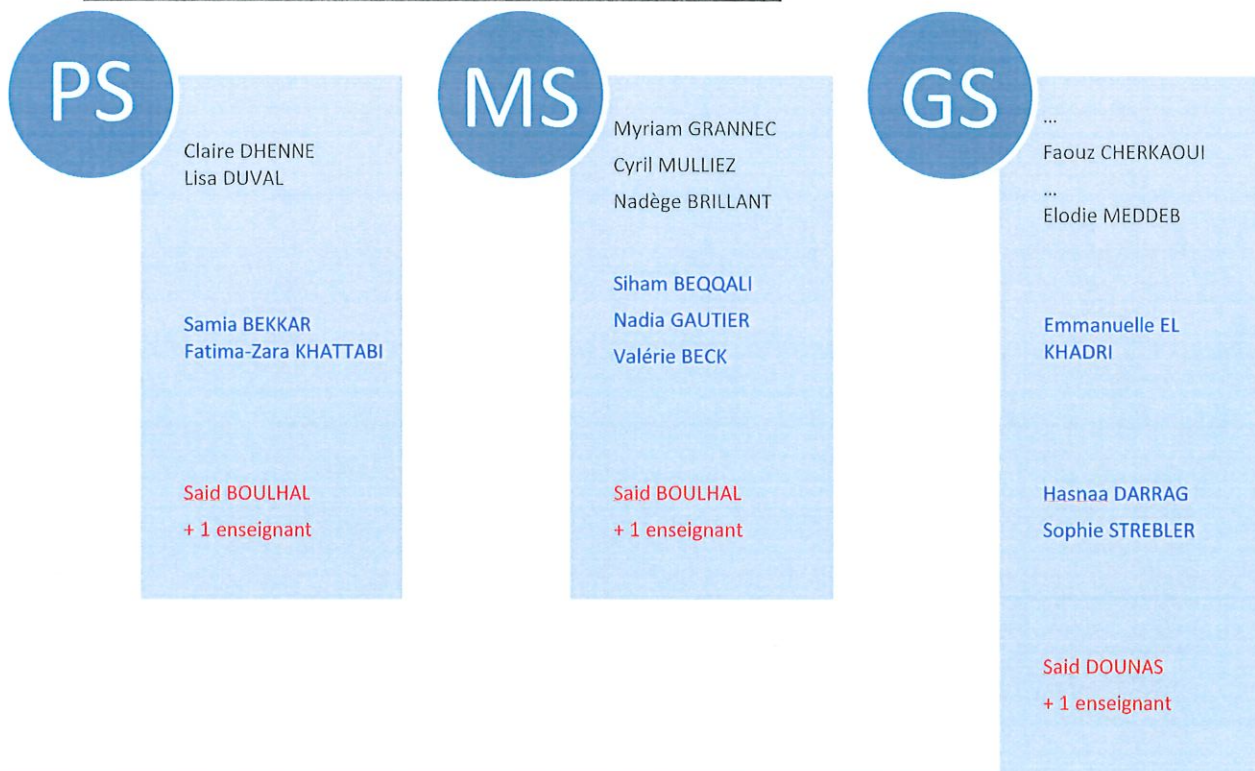 PS
Claire DHENNE
Lisa DUVAL
Samia BEKKAR
Fatima-Zara KHATTABI
Said BOULHAL
+ 1 enseignant
MS
Myriam GRANNEC
Cyril MULLIEZ
Nadège BRILLANT
Siham BEQQALI
Nadia GAUTIER
Valérie BECK
Said BOULHAL
+ 1 enseignant
GS
...
Faouz CHERKAOUI
...
Elodie MEDDEB
Emmanuelle EL
KHADRI
Hasnaa DARRAG
Sophie STREBLER
Said DOUNAS
+ 1 enseignant